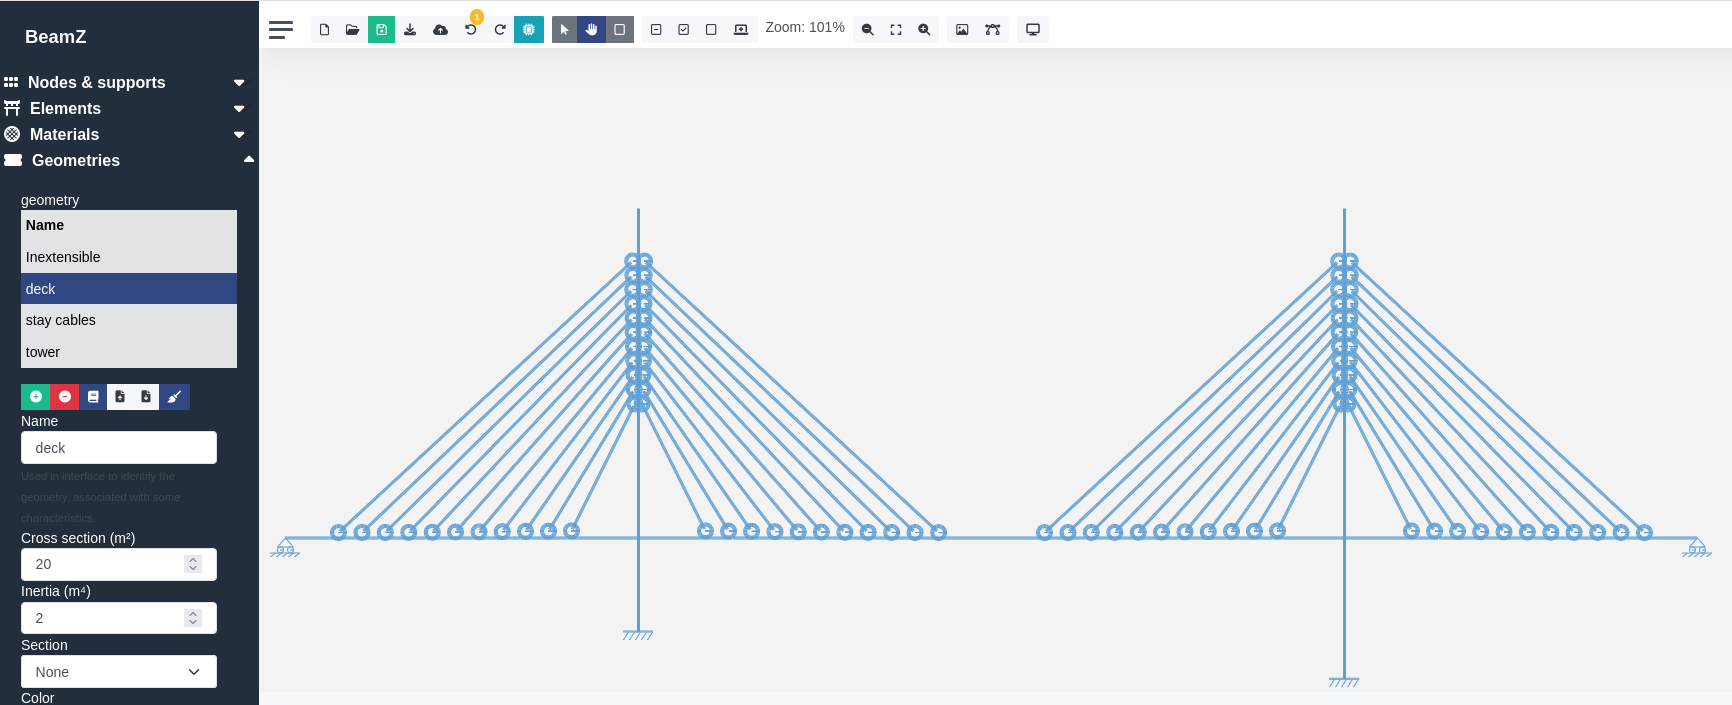 BeamZ
1
Zoom: 101%
Nodes & supports
Elements
Materials
Geometries
geometry
Name
Inextensible
deck
stay cables
tower
Name
deck
Used in interface to identify the
geometry, associated with some
characteristics.
Cross section (m²)
20
Inertia (m⁴)
2
Section
None
Color